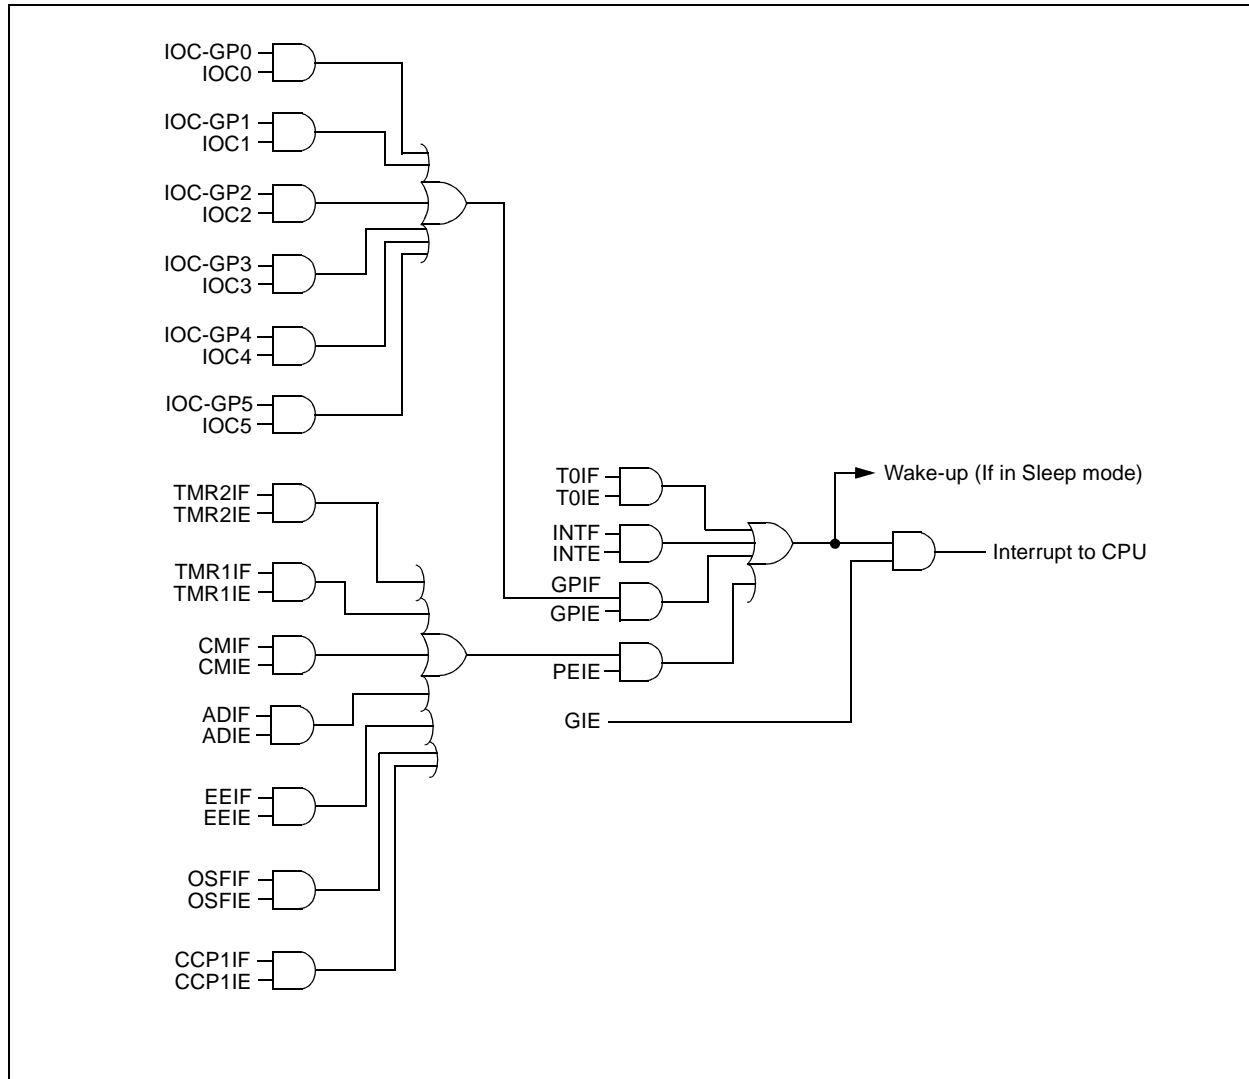 IOC-GP0
IOC0
IOC-GP1
IOC1
IOC-GP2
IOC2
IOC-GP3
IOC3
IOC-GP4
IOC4
IOC-GP5
IOC5
TMR2IF
TMR2IE
TMR1IF
TMR1IE
CMIF
CMIE
ADIF
ADIE
EEIF
EEIE
OSFIF
OSFIE
CCP1IF
CCP1IE
T0IF
T0IE
INTF
INTE
GPIF
GPIE
PEIE
GIE
Wake-up (If in Sleep mode)
Interrupt to CPU